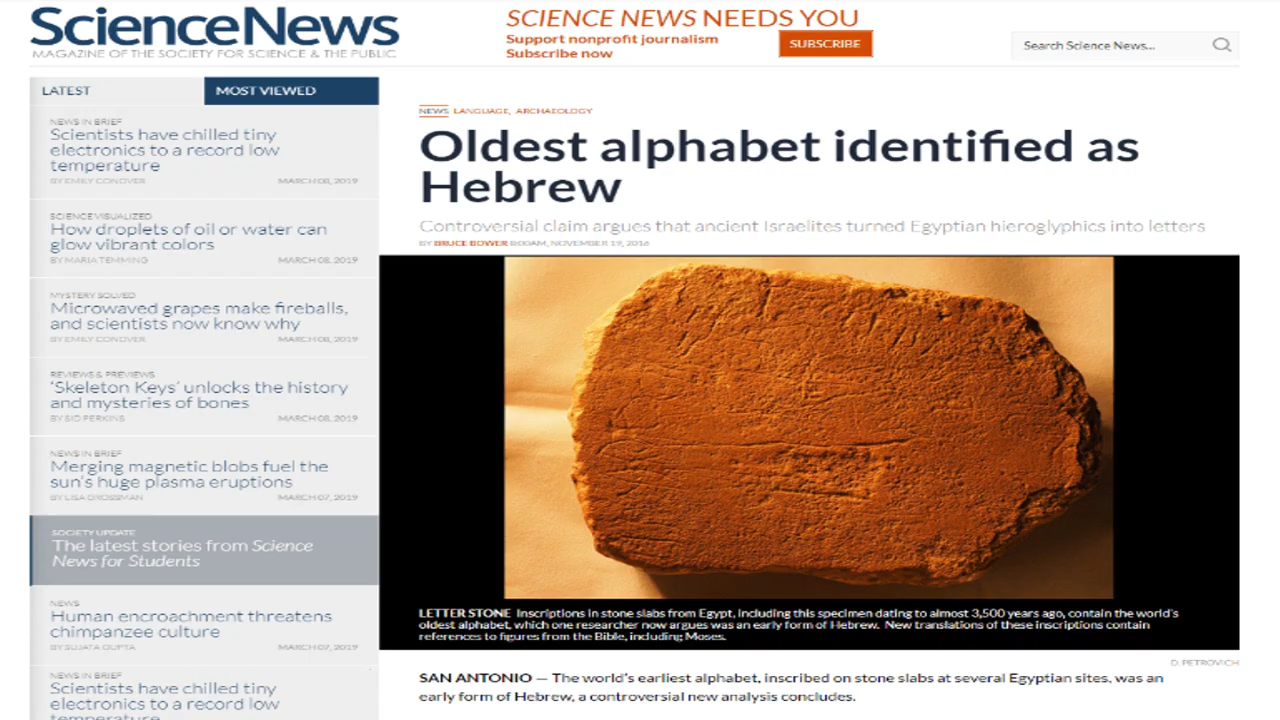 ScienceNews
MAGAZINE OF THE SOCIETY FOR SCIENCE & THE PUBLIC
SCIENCE NEWS NEEDS YOU
Support nonprofit journalism
Subscribe now
SUBSCRIBE
Search Science News...
LATEST
MOST VIEWED
NEWS IN BRIEF
Scientists have chilled tiny
electronics to a record low
temperature
BY EMILY CONOVER
MARCH 08, 2019
SCIENCE VISUALIZED
How droplets of oil or water can
glow vibrant colors
BY MARIA TEMMING
MARCH 08, 2019
MYSTERY SOLVED
Microwaved grapes make fireballs,
and scientists now know why
BY EMILY CONOVER
MARCH 08, 2019
REVIEWS & PREVIEWS
‘Skeleton Keys’ unlocks the history
and mysteries of bones
BY SID PERKINS
MARCH 08, 2019
NEWS IN BRIEF
Merging magnetic blobs fuel the
sun’s huge plasma eruptions
BY LISA GROSSMAN
MARCH 07, 2019
SOCIETY UPDATE
The latest stories from Science
News for Students
NEWS
Human encroachment threatens
chimpanzee culture
BY SUJATA GUPTA
MARCH 07, 2019
NEWS IN BRIEF
Scientists have chilled tiny
electronics to a record low
temperature
NEWS LANGUAGE, ARCHAEOLOGY
Oldest alphabet identified as
Hebrew
Controversial claim argues that ancient Israelites turned Egyptian hieroglyphics into letters
BY BRUCE BOWER 8:00AM, NOVEMBER 19, 2016
LETTER STONE Inscriptions in stone slabs from Egypt, including this specimen dating to almost 3,500 years ago, contain the world's
oldest alphabet, which one researcher now argues was an early form of Hebrew. New translations of these inscriptions contain
references to figures from the Bible, including Moses.
D. PETROVICH
SAN ANTONIO — The world’s earliest alphabet, inscribed on stone slabs at several Egyptian sites, was an
early form of Hebrew, a controversial new analysis concludes.